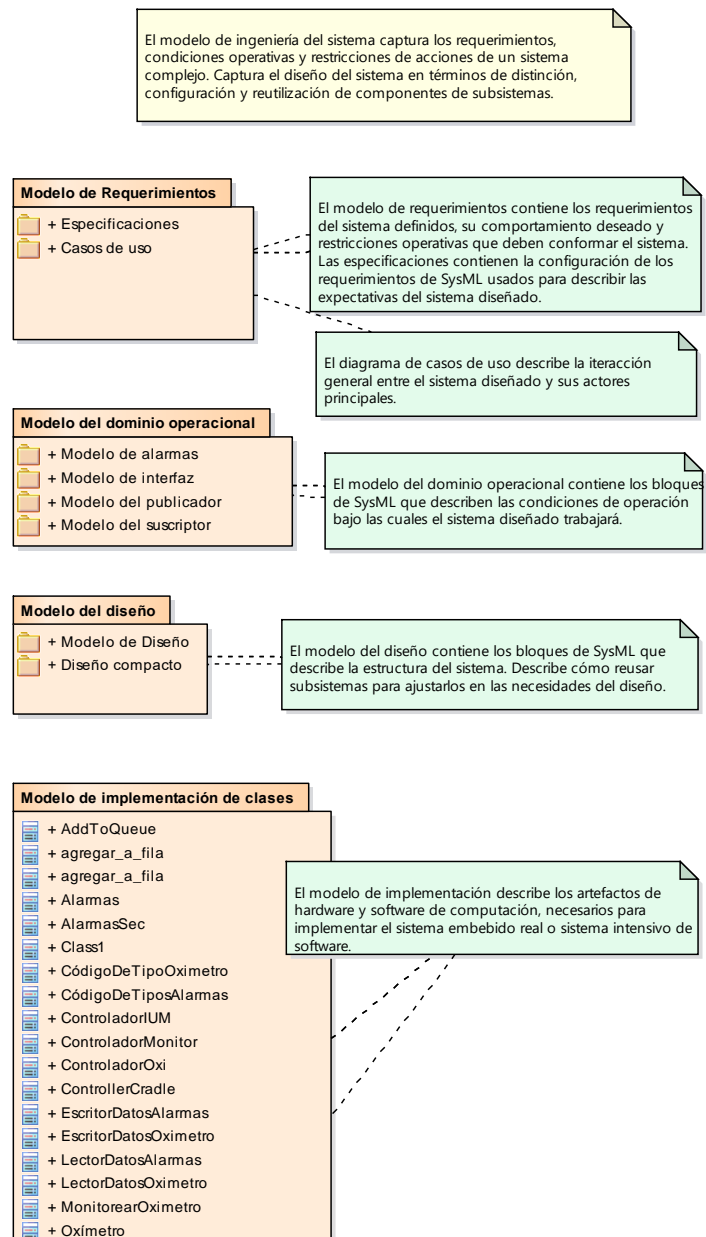 El modelo de ingeniería del sistema captura los requerimientos,
condiciones operativas y restricciones de acciones de un sistema
complejo. Captura el diseño del sistema en términos de distinción,
configuración y reutilización de componentes de subsistemas.
Modelo de Requerimientos
+ Especificaciones
+ Casos de uso
El modelo de requerimientos contiene los requerimientos
del sistema definidos, su comportamiento deseado y
restricciones operativas que deben conformar el sistema.
Las especificaciones contienen la configuración de los
requerimientos de SysML usados para describir las
expectativas del sistema diseñado.
El diagrama de casos de uso describe la iteracción
general entre el sistema diseñado y sus actores
principales.
Modelo del dominio operacional
+ Modelo de alarmas
+ Modelo de interfaz
+ Modelo del publicador
+ Modelo del suscriptor
El modelo del dominio operacional contiene los bloques
de SysML que describen las condiciones de operación
bajo las cuales el sistema diseñado trabajará.
Modelo del diseño
+ Modelo de Diseño
+ Diseño compacto
El modelo del diseño contiene los bloques de SysML que
describe la estructura del sistema. Describe cómo reusar
subsistemas para ajustarlos en las necesidades del diseño.
Modelo de implementación de clases
+ AddToQueue
+ agregar_a_fila
+ agregar_a_fila
+ Alarmas
+ AlarmasSec
+ Class1
+ CódigoDeTipoOximetro
+ CódigoDeTiposAlarmas
+ ControladorIUM
+ ControladorMonitor
+ ControladorOxi
+ ControllerCradle
+ EscritorDatosAlarmas
+ EscritorDatosOximetro
+ LectorDatosAlarmas
+ LectorDatosOximetro
+ MonitorearOximetro
+ Oxímetro
El modelo de implementación describe los artefactos de
hardware y software de computación, necesarios para
implementar el sistema embebido real o sistema intensivo de
software.